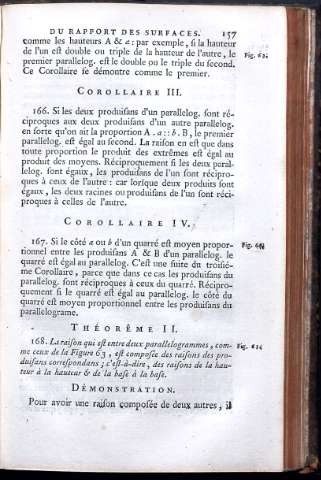 DU RAPPORT DES SURFACES. 157
comme les hauteurs A & a : par exemple, si la hauteur
de l'un est double ou triple de la hauteur de l'autre, le
premier parallelog. est le double ou le triple du second.
Fig. 62.
Ce Corollaire se démontre comme le premier.
COROLLAIRE III.
166. Si les deux produisans d'un parallelog. sont ré-
ciproques aux deux produisans d'un autre parallelog.
en sorte qu'on ait la proportion A . a :: b . B, le premier
parallelog. est égal au second. La raison en est que dans
toute proportion le produit des extrêmes est égal au
produit des moyens. Réciproquement si les deux paral-
lelog. sont égaux, les produisans de l'un sont récipro-
ques à ceux de l'autre : car lorsque deux produits sont
égaux, les deux racines ou produisans de l'un sont réci-
proques à celles de l'autre.
COROLLAIRE IV.
167. Si le côté a ou b d'un quarré est moyen propor-
tionnel entre les produisans A & B d'un parallelog. le
quarré est égal au parallelog. C'est une suite du troisié-
me Corollaire, parce que dans ce cas les produisans du
parallelog. sont réciproques à ceux du quarré. Récipro-
quement si le quarré est égal au parallelog. le côté du
quarré est moyen proportionnel entre les produisans du
parallelograme.
Fig.
THÉORÊME II.
168. La raison qui est entre deux parallelogrammes, com-
me ceux de la Figure 63, est composée des raisons des pro-
duisans correspondans ; c'est-à-dire, des raisons de la hau-
teur à la hauteur & de la base à la base.
Fig.
DÉMONSTRATION.
Pour avoir une raison composée de deux autres, il